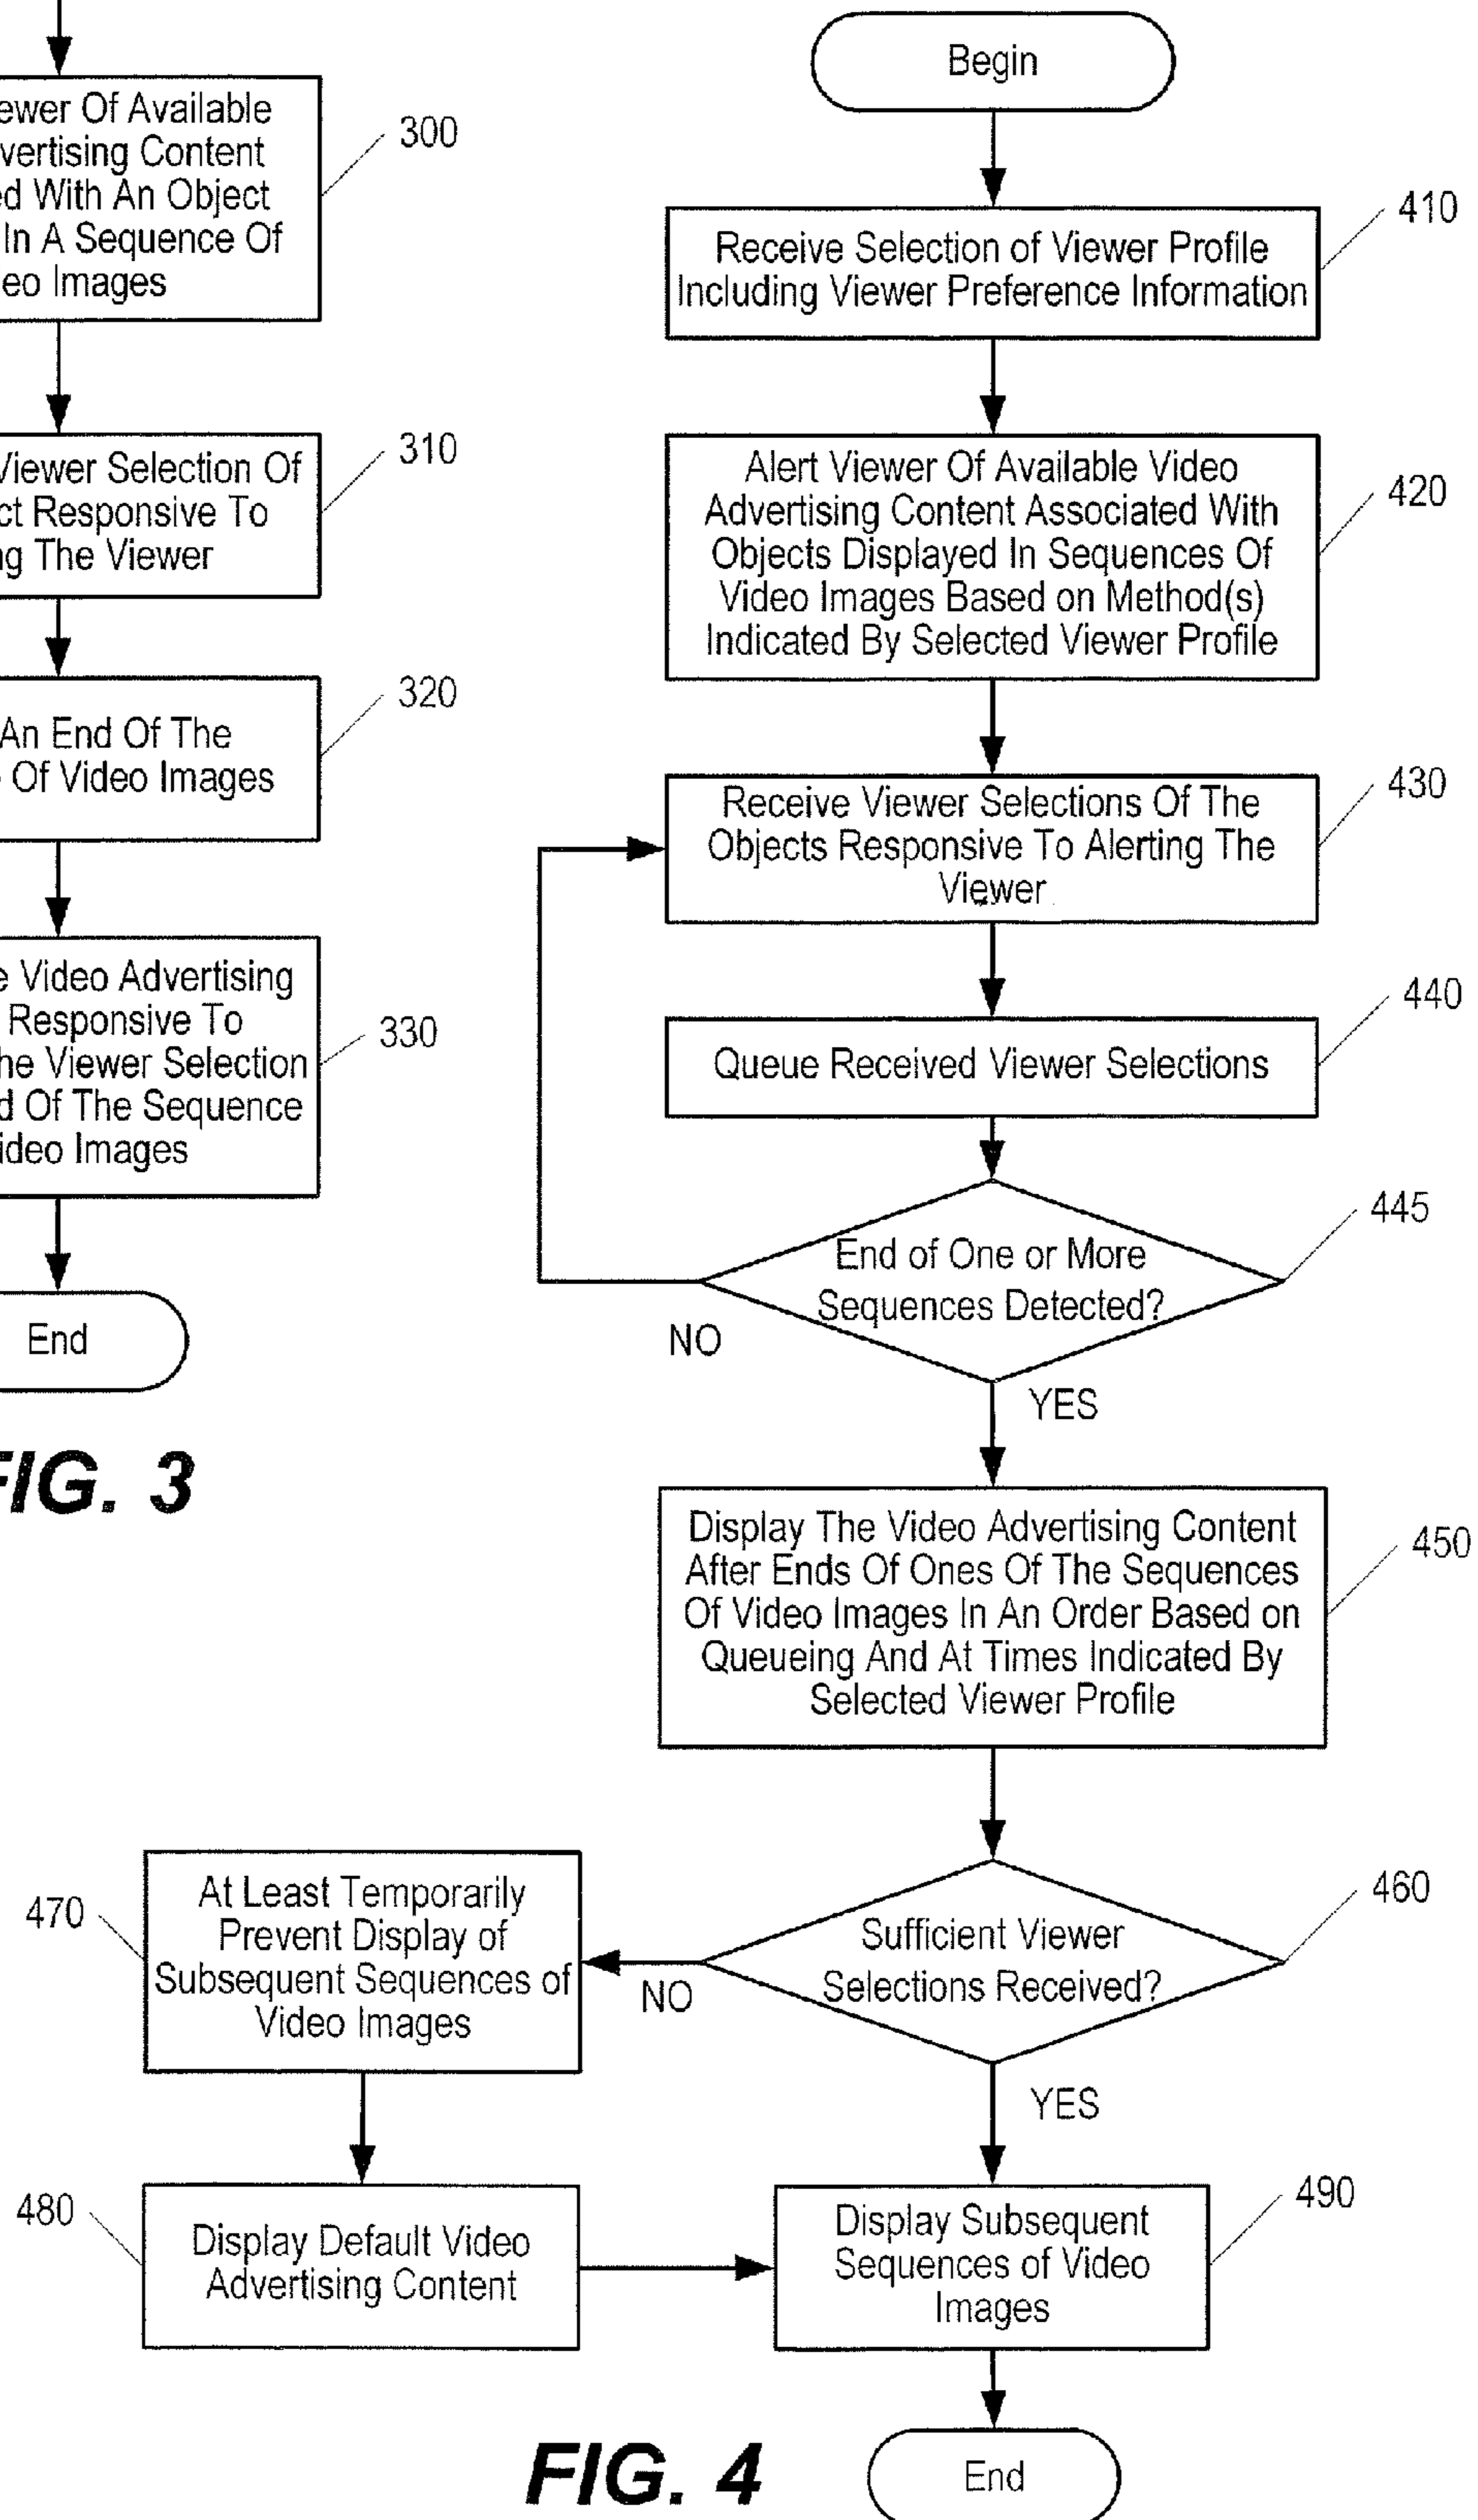 ewer Of Available
vertising Content
ed With An Object
In A Sequence Of
eo Images
300
Viewer Selection Of
ct Responsive To
ng The Viewer
310
An End Of The
Of Video Images
320
e Video Advertising
Responsive To
he Viewer Selection
d Of The Sequence
ideo Images
330
End
FIG. 3
Begin
Receive Selection of Viewer Profile
Including Viewer Preference Information
410
Alert Viewer Of Available Video
Advertising Content Associated With
Objects Displayed In Sequences Of
Video Images Based on Method(s)
Indicated By Selected Viewer Profile
420
Receive Viewer Selections Of The
Objects Responsive To Alerting The
Viewer
430
Queue Received Viewer Selections
440
End of One or More
Sequences Detected?
445
NO
YES
Display The Video Advertising Content
After Ends Of Ones Of The Sequences
Of Video Images In An Order Based on
Queueing And At Times Indicated By
Selected Viewer Profile
450
Sufficient Viewer
Selections Received?
460
NO
YES
At Least Temporarily
Prevent Display of
Subsequent Sequences of
Video Images
470
Display Default Video
Advertising Content
480
Display Subsequent
Sequences of Video
Images
490
End
FIG. 4